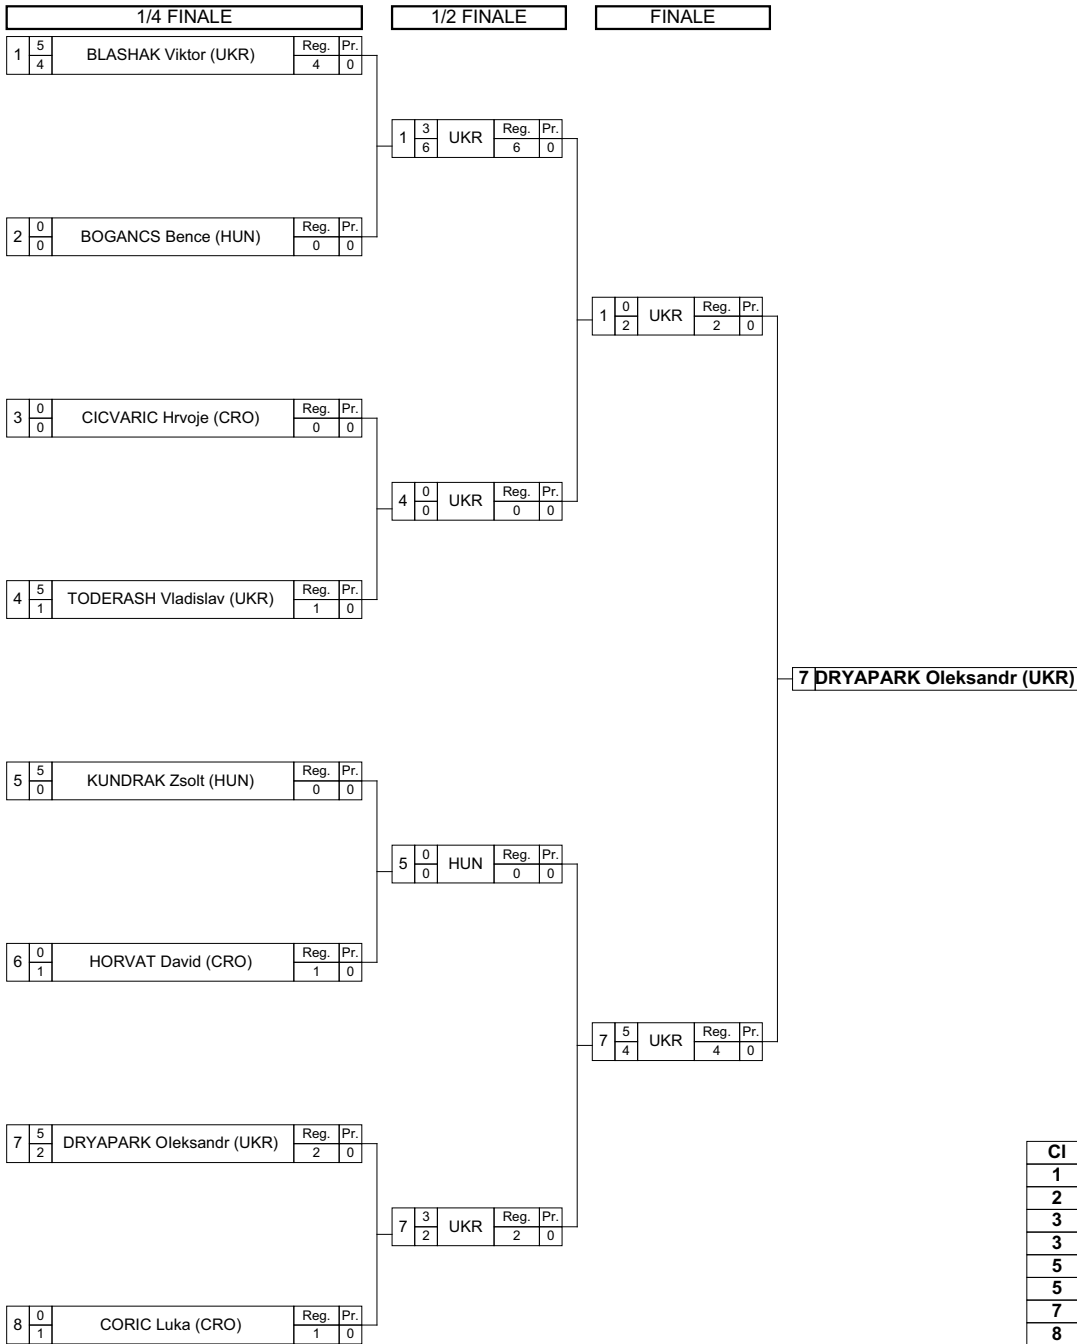 1/4 FINALE 1/2 FINALE FINALE
1 5 4 BLASHAK Viktor (UKR) Reg. 4 Pr. 0
1 3 6 UKR Reg. 6 Pr. 0
2 0 0 BOGANCS Bence (HUN) Reg. 0 Pr. 0
1 0 2 UKR Reg. 2 Pr. 0
3 0 0 CICVARIC Hrvoje (CRO) Reg. 0 Pr. 0
4 0 0 UKR Reg. 0 Pr. 0
4 5 1 TODERASH Vladislav (UKR) Reg. 1 Pr. 0
7 DRYAPARK Oleksandr (UKR)
5 5 0 KUNDRAK Zsolt (HUN) Reg. 0 Pr. 0
5 0 0 HUN Reg. 0 Pr. 0
6 0 1 HORVAT David (CRO) Reg. 1 Pr. 0
7 5 4 UKR Reg. 4 Pr. 0
7 5 2 DRYAPARK Oleksandr (UKR) Reg. 2 Pr. 0
7 3 2 UKR Reg. 2 Pr. 0
8 0 1 CORIC Luka (CRO) Reg. 1 Pr. 0
Cl
1
2
3
3
5
5
7
8